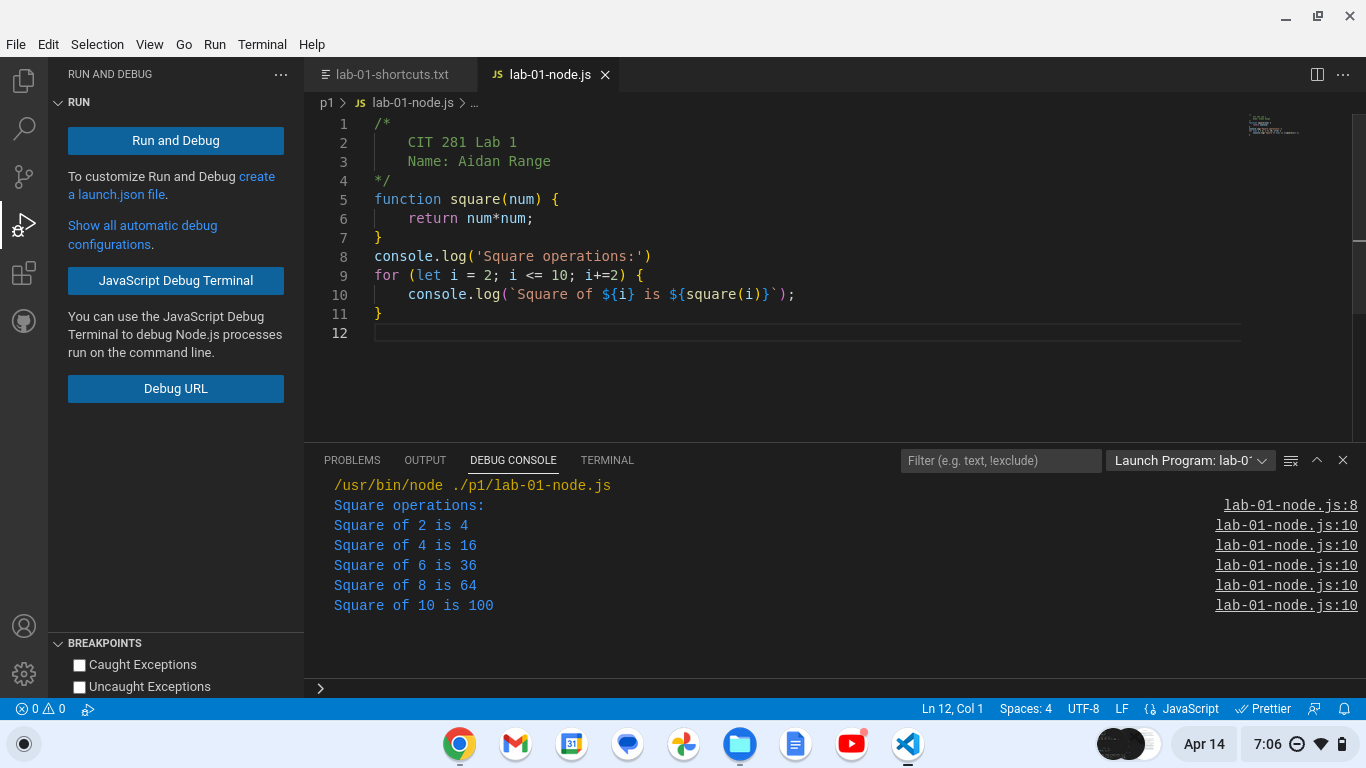 File Edit Selection View Go Run Terminal Help
RUN AND DEBUG
RUN
Run and Debug
To customize Run and Debug create
a launch.json file.
Show all automatic debug
configurations.
JavaScript Debug Terminal
You can use the JavaScript Debug
Terminal to debug Node.js processes
run on the command line.
Debug URL
BREAKPOINTS
Caught Exceptions
Uncaught Exceptions
lab-01-shortcuts.txt JS lab-01-node.js
p1 > JS lab-01-node.js > ...
1 /*
2 CIT 281 Lab 1
3 Name: Aidan Range
4 */
5 function square(num) {
6 return num*num;
7 }
8 console.log('Square operations:')
9 for (let i = 2; i <= 10; i+=2) {
10 console.log(`Square of ${i} is ${square(i)}`);
11 }
12
PROBLEMS OUTPUT DEBUG CONSOLE TERMINAL Filter (e.g. text, !exclude) Launch Program: lab-01
/usr/bin/node ./p1/lab-01-node.js
Square operations: lab-01-node.js:8
Square of 2 is 4 lab-01-node.js:10
Square of 4 is 16 lab-01-node.js:10
Square of 6 is 36 lab-01-node.js:10
Square of 8 is 64 lab-01-node.js:10
Square of 10 is 100 lab-01-node.js:10
>
0 0 Ln 12, Col 1 Spaces: 4 UTF-8 LF {} JavaScript Prettier
31 Apr 14 7:06